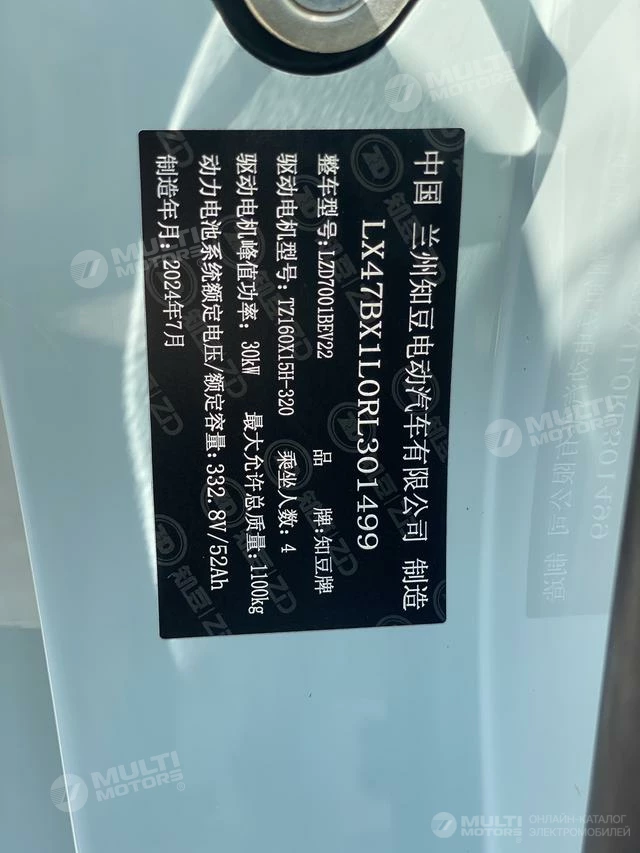 中国 兰州知豆电动汽车有限公司 制造
LX47BX1L0RL301499
整车型号:LZD7001BEV22 品 牌:知豆牌
驱动电机型号:TZ160X15H-320 乘坐人数:4
驱动电机峰值功率:30kW 最大允许总质量:1100kg
动力电池系统额定电压/额定容量:332.8V/52Ah
制造年月:2024年7月
MULTI
MOTORS®
MULTI
MOTORS
MULTI
MOTORS
MULTI
MOTORS®
MULTI
MOTORS®
ОНЛАЙН-КАТАЛОГ
ЭЛЕКТРОМОБИЛЕЙ